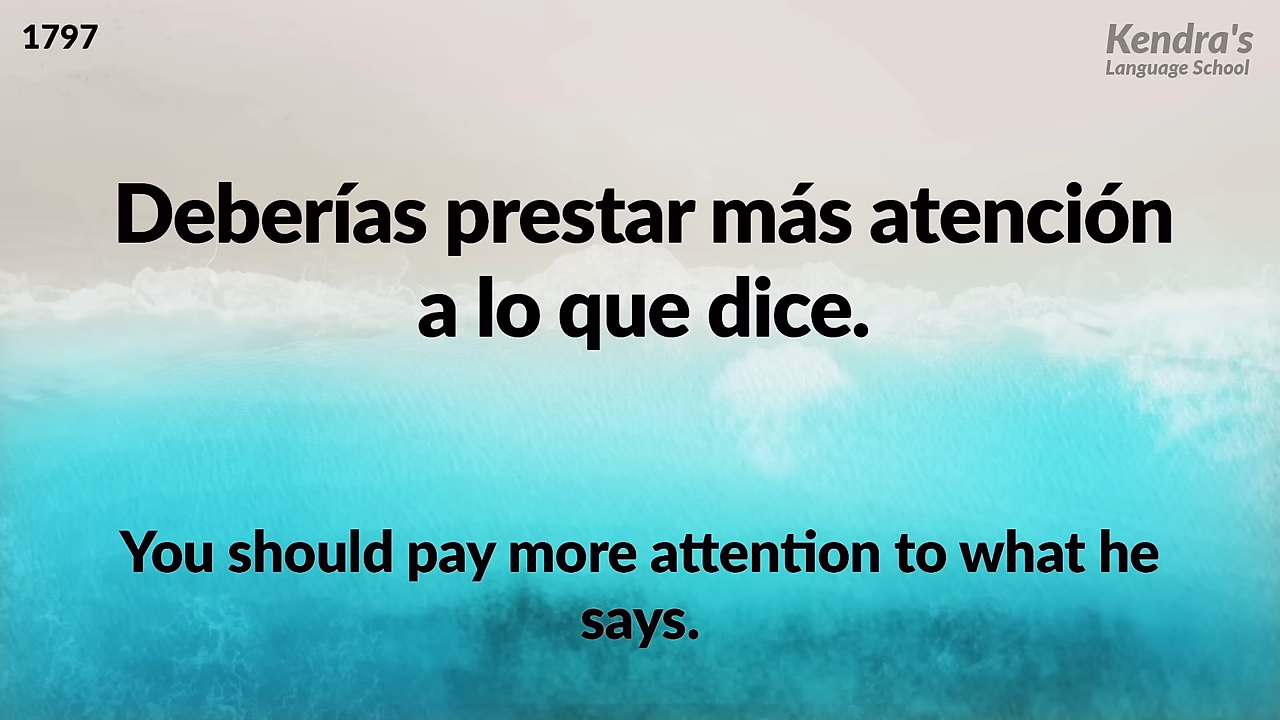 1797
Kendra's
Language School
Deberías prestar más atención
a lo que dice.
You should pay more attention to what he
says.